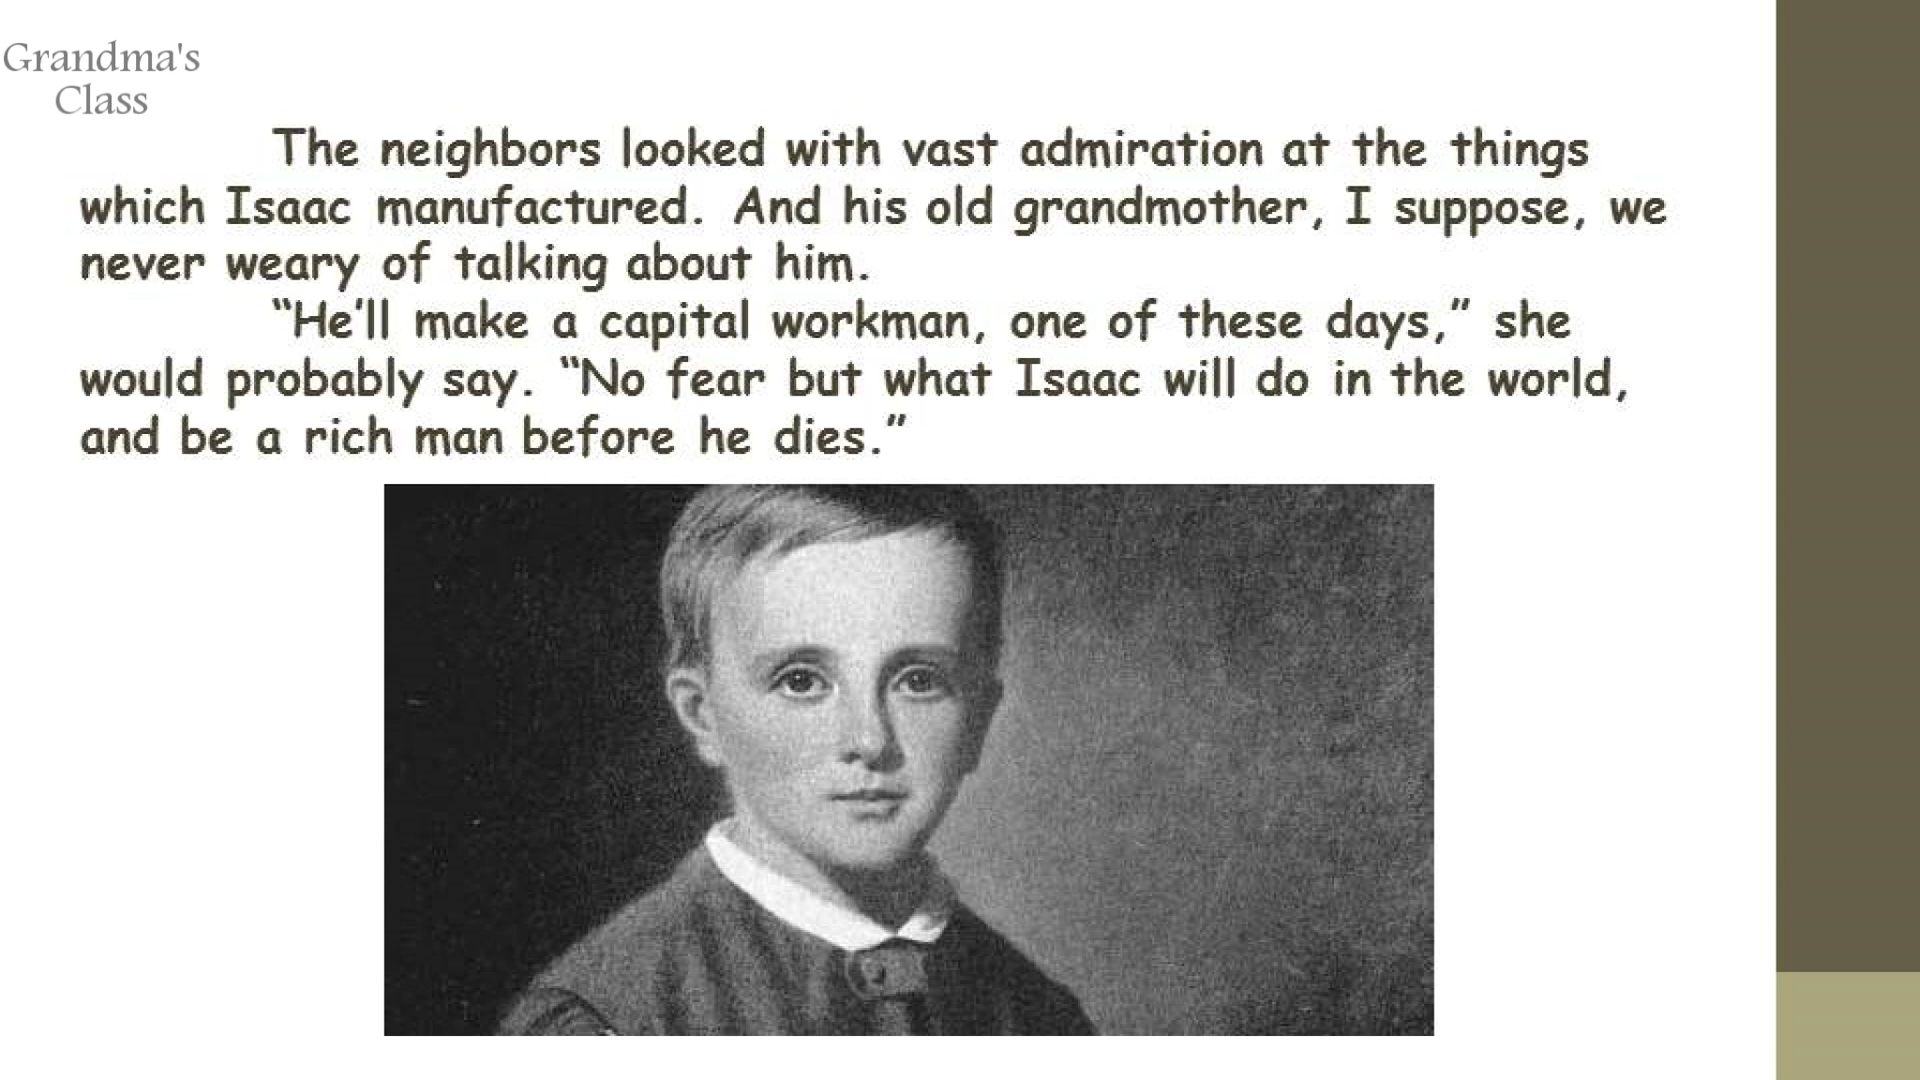 Grandma's
Class
The neighbors looked with vast admiration at the things
which Isaac manufactured. And his old grandmother, I suppose, we
never weary of talking about him.
“He’ll make a capital workman, one of these days,” she
would probably say. “No fear but what Isaac will do in the world,
and be a rich man before he dies.”